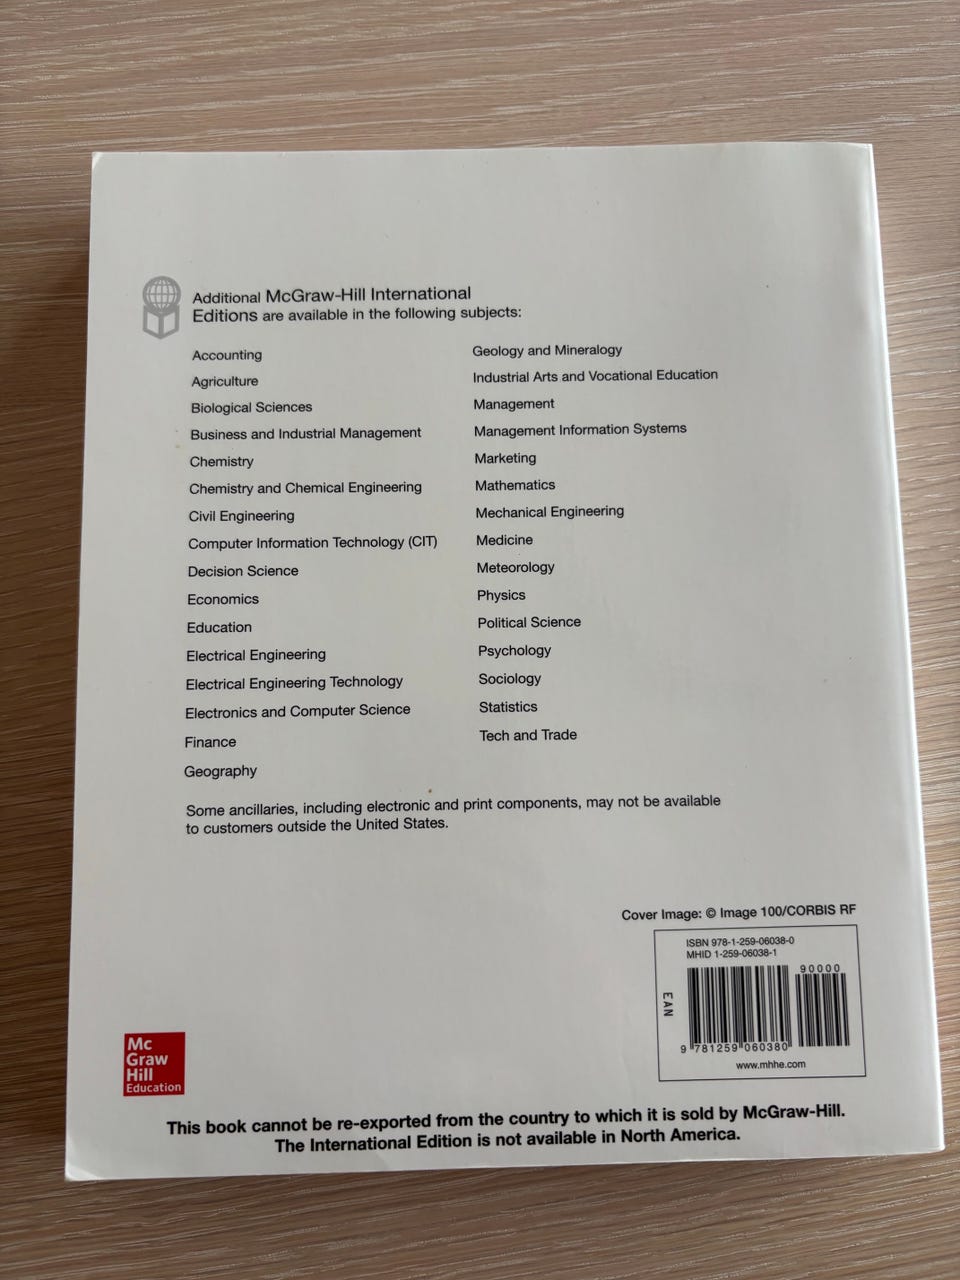 Additional McGraw-Hill International
Editions are available in the following subjects:
Accounting
Agriculture
Biological Sciences
Business and Industrial Management
Chemistry
Chemistry and Chemical Engineering
Civil Engineering
Computer Information Technology (CIT)
Decision Science
Economics
Education
Electrical Engineering
Electrical Engineering Technology
Electronics and Computer Science
Finance
Geography
Geology and Mineralogy
Industrial Arts and Vocational Education
Management
Management Information Systems
Marketing
Mathematics
Mechanical Engineering
Medicine
Meteorology
Physics
Political Science
Psychology
Sociology
Statistics
Tech and Trade
Some ancillaries, including electronic and print components, may not be available
to customers outside the United States.
Cover Image: © Image 100/CORBIS RF
ISBN 978-1-259-06038-0
MHID 1-259-06038-1
90000
EAN
9 781259 060380
www.mhhe.com
Mc
Graw
Hill
Education
This book cannot be re-exported from the country to which it is sold by McGraw-Hill.
The International Edition is not available in North America.